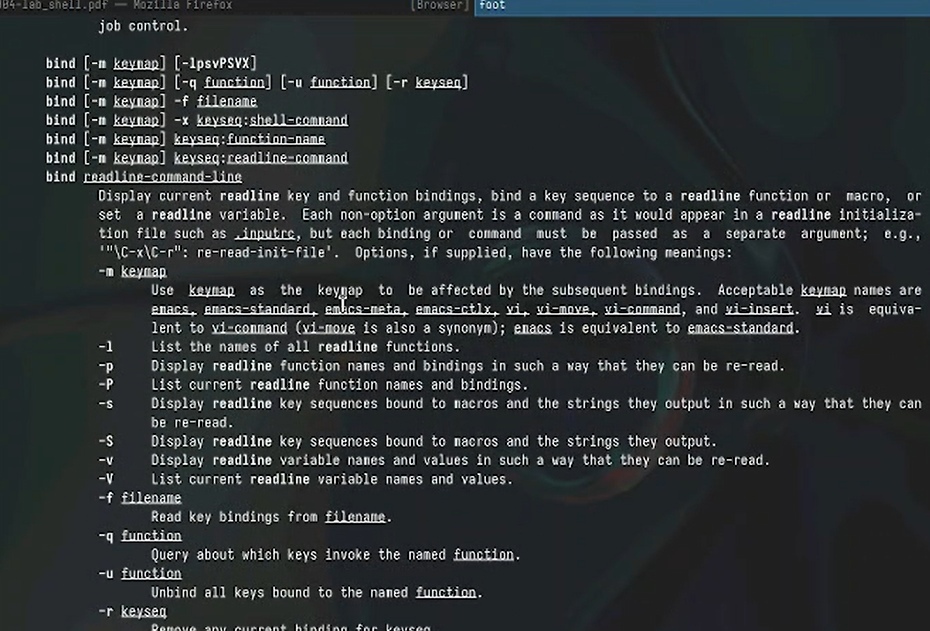 04-lab_shell.pdf — Mozilla Firefox [Browser] foot
job control.
bind [-m keymap] [-lpsvPSVX]
bind [-m keymap] [-q function] [-u function] [-r keyseq]
bind [-m keymap] -f filename
bind [-m keymap] -x keyseq:shell-command
bind [-m keymap] keyseq:function-name
bind [-m keymap] keyseq:readline-command
bind readline-command-line
Display current readline key and function bindings, bind a key sequence to a readline function or macro, or
set a readline variable. Each non-option argument is a command as it would appear in a readline initializa-
tion file such as .inputrc, but each binding or command must be passed as a separate argument; e.g.,
'"\C-x\C-r": re-read-init-file'. Options, if supplied, have the following meanings:
-m keymap
Use keymap as the keymap to be affected by the subsequent bindings. Acceptable keymap names are
emacs, emacs-standard, emacs-meta, emacs-ctlx, vi, vi-move, vi-command, and vi-insert. vi is equiva-
lent to vi-command (vi-move is also a synonym); emacs is equivalent to emacs-standard.
-l List the names of all readline functions.
-p Display readline function names and bindings in such a way that they can be re-read.
-P List current readline function names and bindings.
-s Display readline key sequences bound to macros and the strings they output in such a way that they can
be re-read.
-S Display readline key sequences bound to macros and the strings they output.
-v Display readline variable names and values in such a way that they can be re-read.
-V List current readline variable names and values.
-f filename
Read key bindings from filename.
-q function
Query about which keys invoke the named function.
-u function
Unbind all keys bound to the named function.
-r keyseq
Remove any current binding for keyseq.